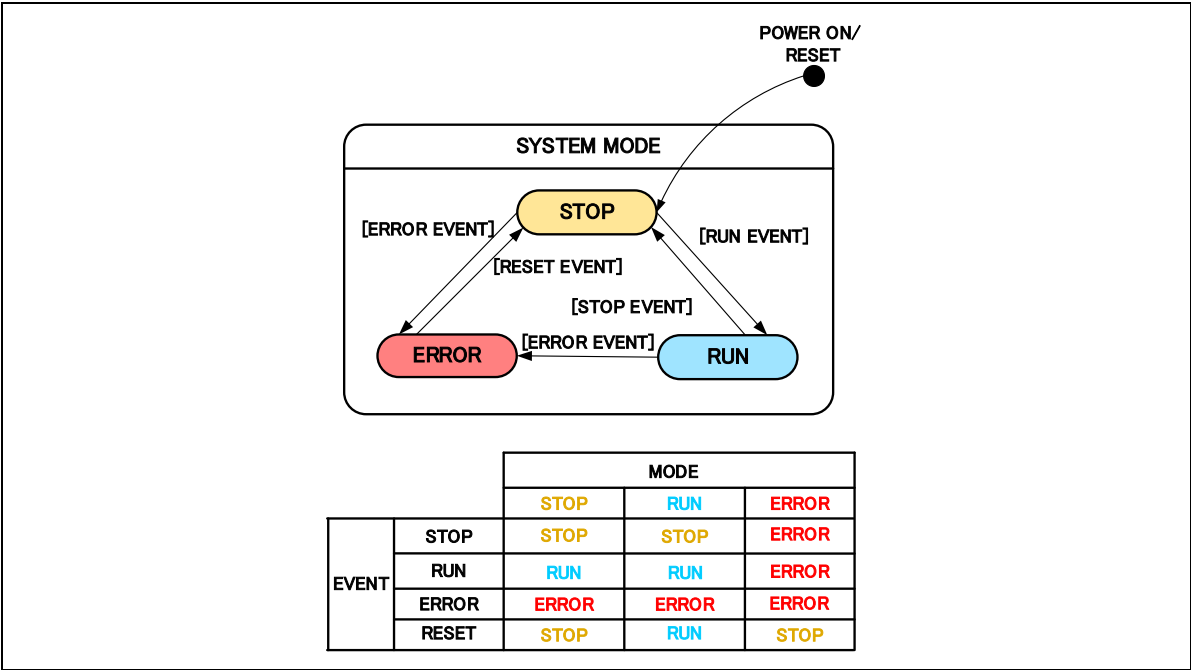 POWER ON/
RESET
SYSTEM MODE
STOP
[ERROR EVENT]
[RUN EVENT]
[RESET EVENT]
[STOP EVENT]
[ERROR EVENT]
ERROR
RUN
MODE
STOP RUN ERROR
STOP STOP STOP ERROR
RUN RUN RUN ERROR
EVENT
ERROR ERROR ERROR ERROR
RESET STOP RUN STOP